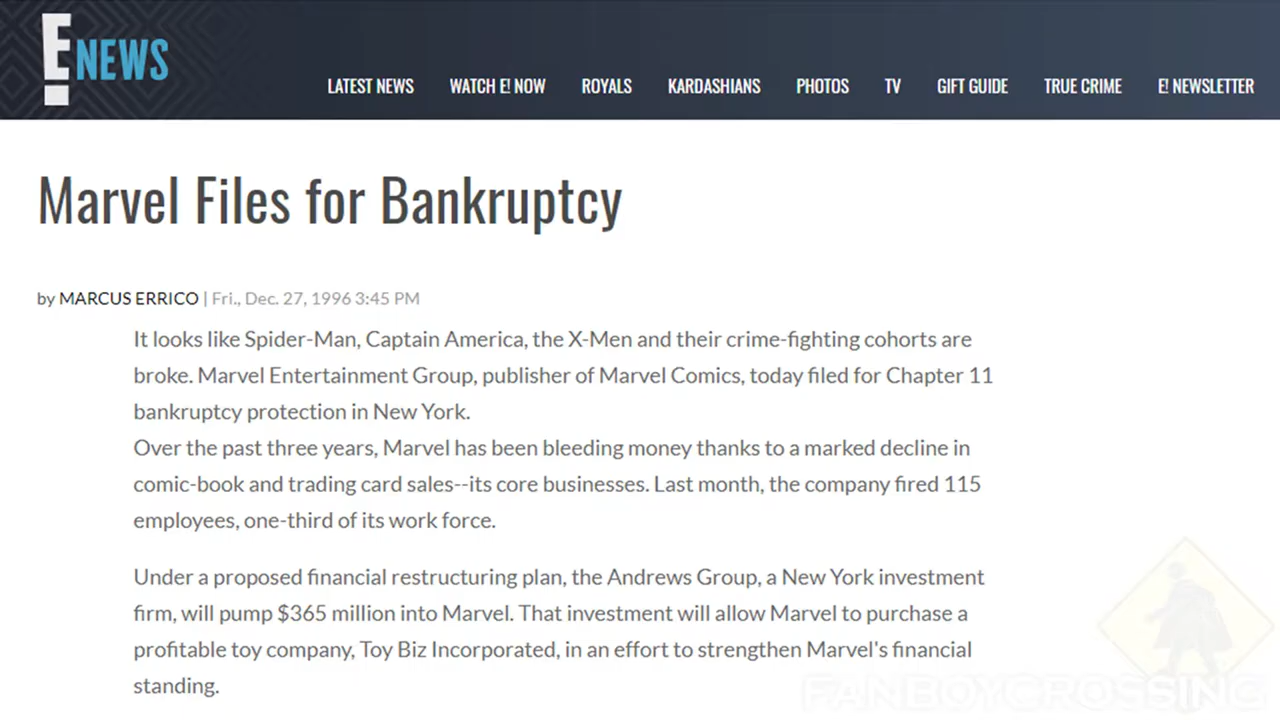 E! NEWS
LATEST NEWS WATCH E! NOW ROYALS KARDASHIANS PHOTOS TV GIFT GUIDE TRUE CRIME E! NEWSLETTER
Marvel Files for Bankruptcy
by MARCUS ERRICO | Fri., Dec. 27, 1996 3:45 PM
It looks like Spider-Man, Captain America, the X-Men and their crime-fighting cohorts are
broke. Marvel Entertainment Group, publisher of Marvel Comics, today filed for Chapter 11
bankruptcy protection in New York.
Over the past three years, Marvel has been bleeding money thanks to a marked decline in
comic-book and trading card sales--its core businesses. Last month, the company fired 115
employees, one-third of its work force.
Under a proposed financial restructuring plan, the Andrews Group, a New York investment
firm, will pump $365 million into Marvel. That investment will allow Marvel to purchase a
profitable toy company, Toy Biz Incorporated, in an effort to strengthen Marvel's financial
standing.
FANBOYCROSSING